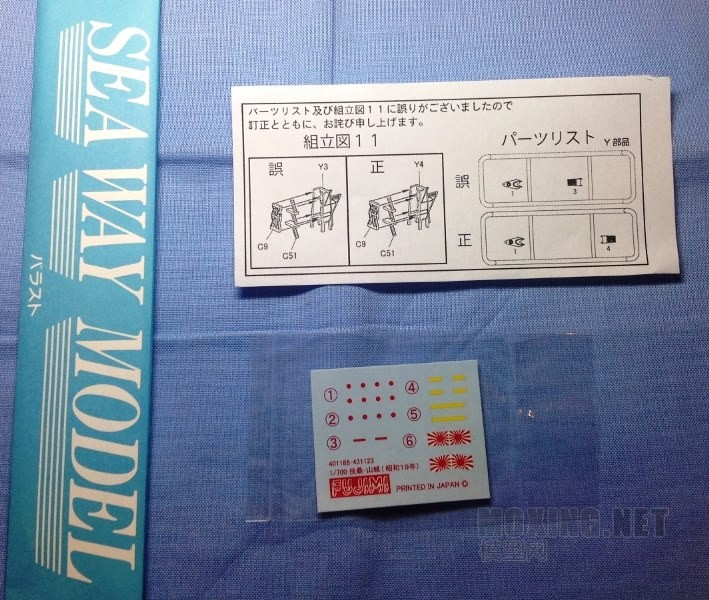 SEA WAY MODEL
バラスト
パーツリスト及び組立図11に誤りがございましたので
訂正とともに、お詫び申し上げます。
組立図11
パーツリスト Y部品
誤
正
Y3
Y4
C9
C51
C9
C51
誤
1
3
正
1
4
①
②
③
④
⑤
⑥
401188-431123
1/700 扶桑・山城(昭和19年)
FUJIMI
PRINTED IN JAPAN ©
MOXING.NET
模型网